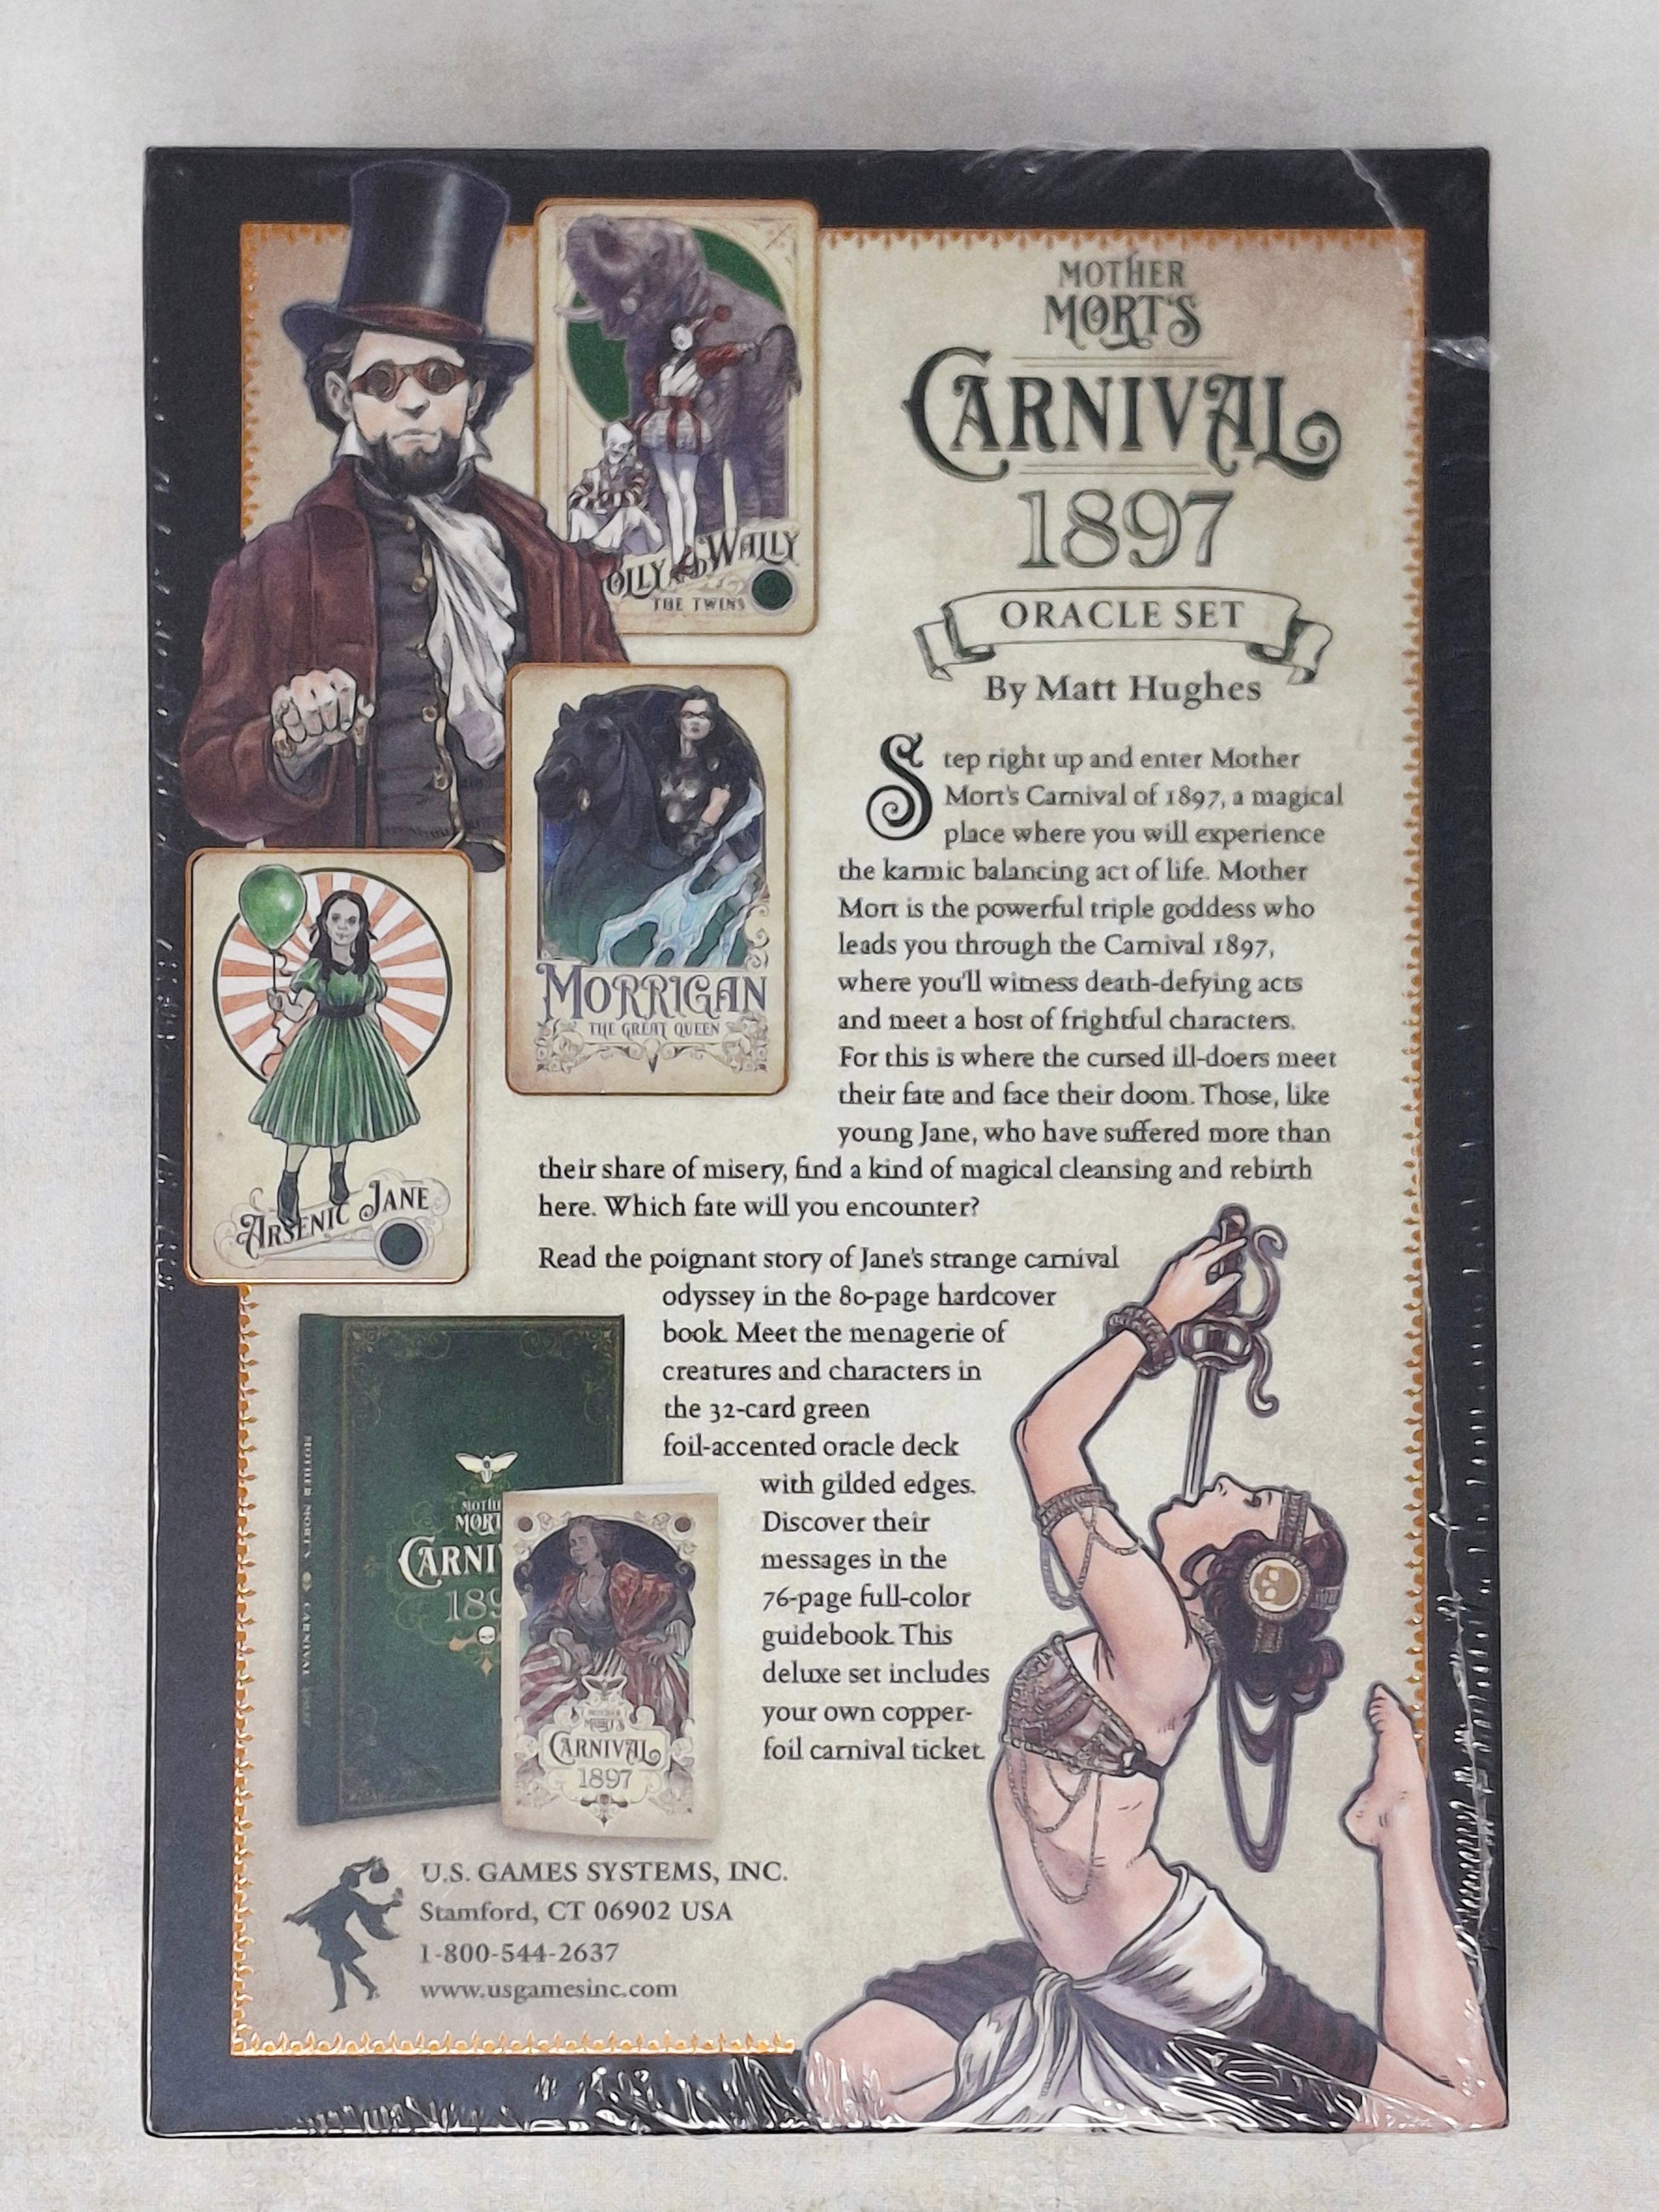 MOTHER
MORT'S
CARNIVAL
1897
ORACLE SET
By Matt Hughes
Step right up and enter Mother
Mort's Carnival of 1897, a magical
place where you will experience
the karmic balancing act of life. Mother
Mort is the powerful triple goddess who
leads you through the Carnival 1897,
where you'll witness death-defying acts
and meet a host of frightful characters.
For this is where the cursed ill-doers meet
their fate and face their doom. Those, like
young Jane, who have suffered more than
their share of misery, find a kind of magical cleansing and rebirth
here. Which fate will you encounter?
Read the poignant story of Jane's strange carnival
odyssey in the 80-page hardcover
book. Meet the menagerie of
creatures and characters in
the 32-card green
foil-accented oracle deck
with gilded edges.
Discover their
messages in the
76-page full-color
guidebook. This
deluxe set includes
your own copper-
foil carnival ticket.
OLLY AND WALLY
THE TWINS
MORRIGAN
THE GREAT QUEEN
ARSENIC JANE
MOTHER MORT'S CARNIVAL
MOTHE
MORT
CARNIV
189
MOTHER
MORT'S
CARNIVAL
1897
U.S. GAMES SYSTEMS, INC.
Stamford, CT 06902 USA
1-800-544-2637
www.usgamesinc.com